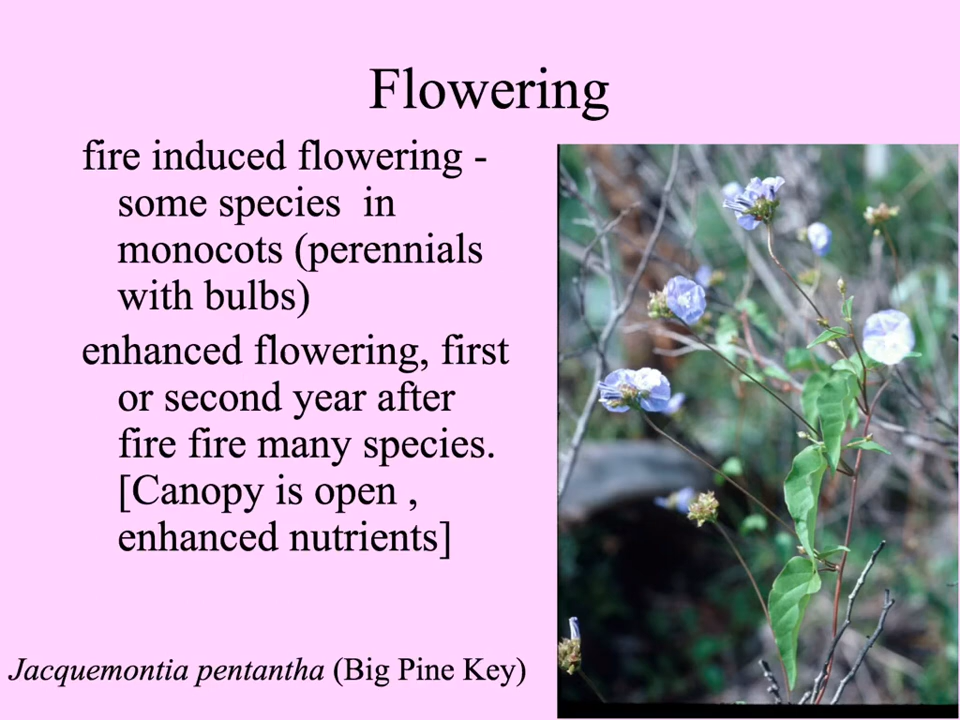 Flowering
fire induced flowering -
some species  in
monocots (perennials
with bulbs)
enhanced flowering, first
or second year after
fire fire many species.
[Canopy is open ,
enhanced nutrients]
Jacquemontia pentantha (Big Pine Key)